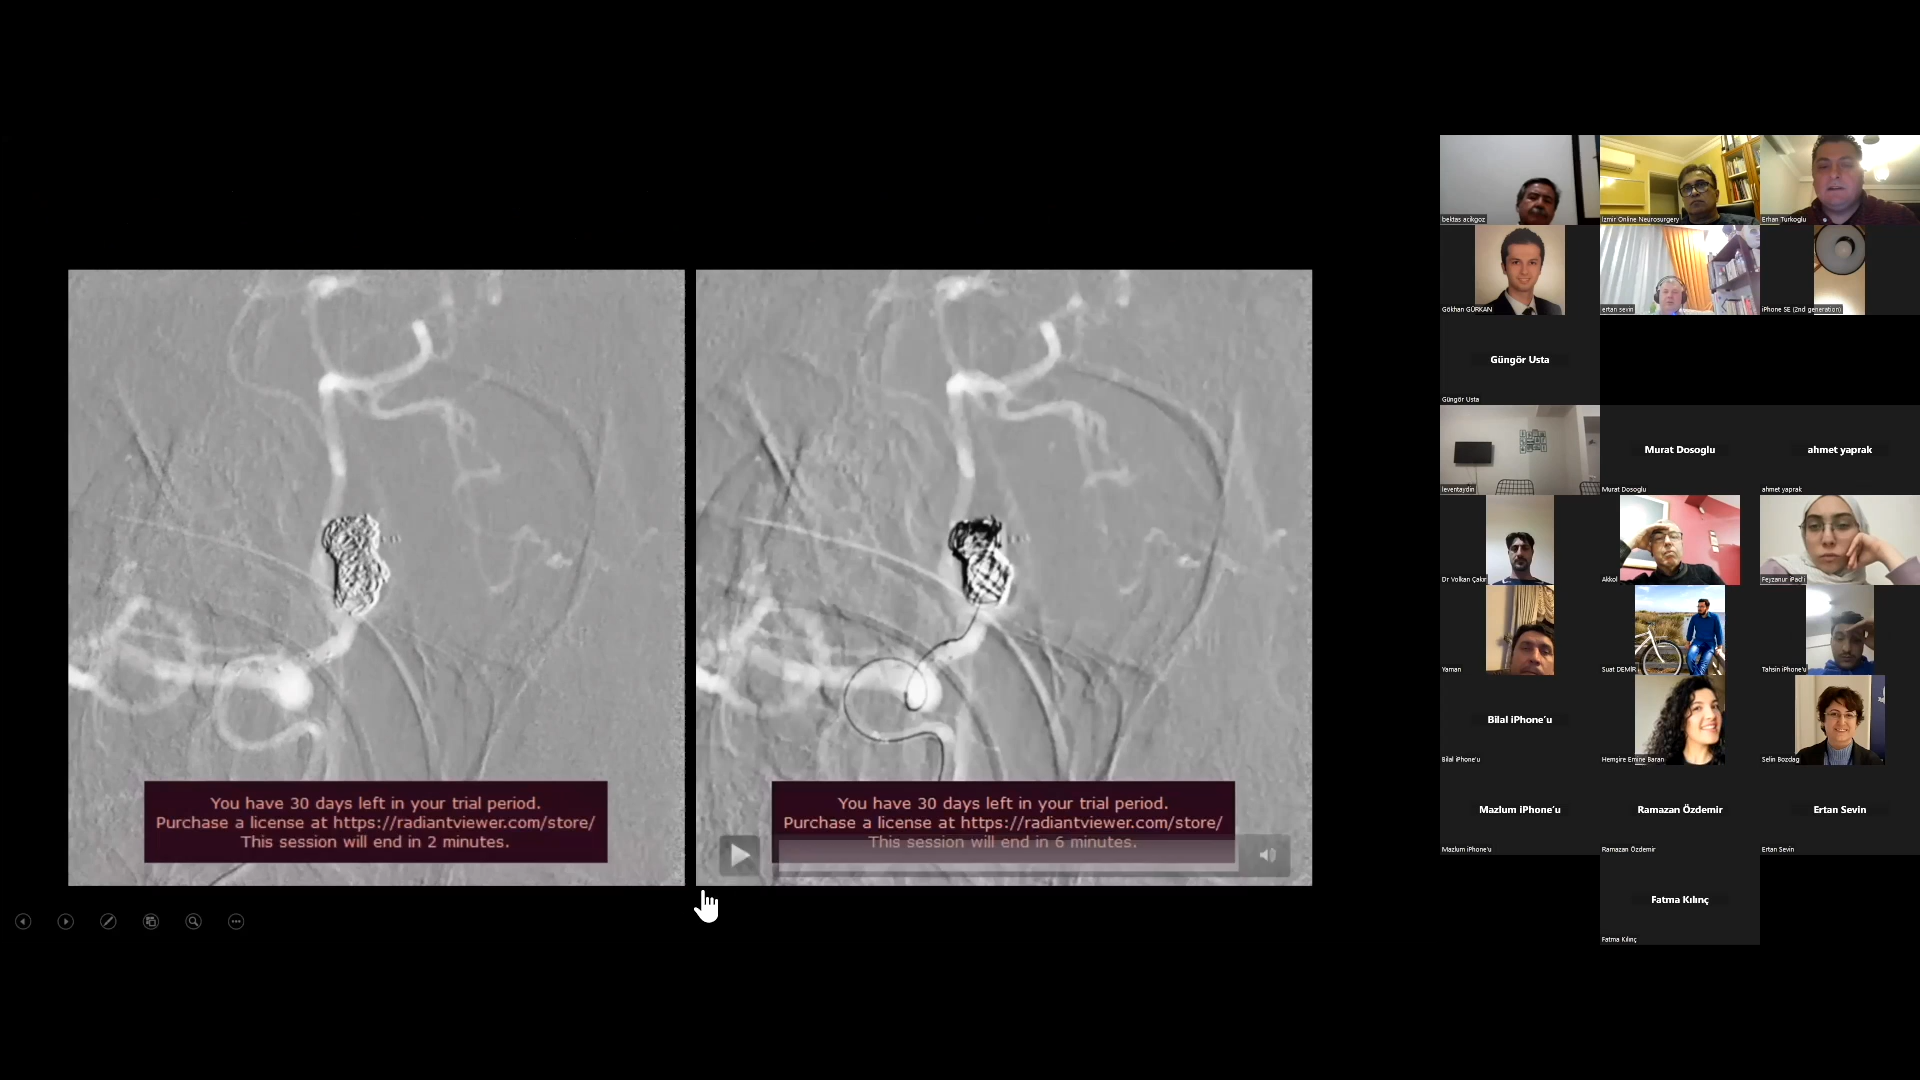 You have 30 days left in your trial period.
Purchase a license at https://radiantviewer.com/store/
This session will end in 2 minutes.
You have 30 days left in your trial period.
Purchase a license at https://radiantviewer.com/store/
This session will end in 6 minutes.
bektas acikgoz
Izmir Online Neurosurgery
Erhan Turkoglu
Gökhan GÜRKAN
ertan sevin
iPhone SE (2nd generation)
Güngör Usta
Güngör Usta
leventaydin
Murat Dosoglu
Murat Dosoglu
ahmet yaprak
ahmet yaprak
Dr Volkan Çakır
Akkol
Feyzanur iPad'i
Yaman
Suat DEMİR
Tahsin iPhone'u
Bilal iPhone'u
Bilal iPhone'u
Hemşire Emine Baran
Selin Bozdag
Mazlum iPhone'u
Mazlum iPhone'u
Ramazan Özdemir
Ramazan Özdemir
Ertan Sevin
Ertan Sevin
Fatma Kılınç
Fatma Kılınç